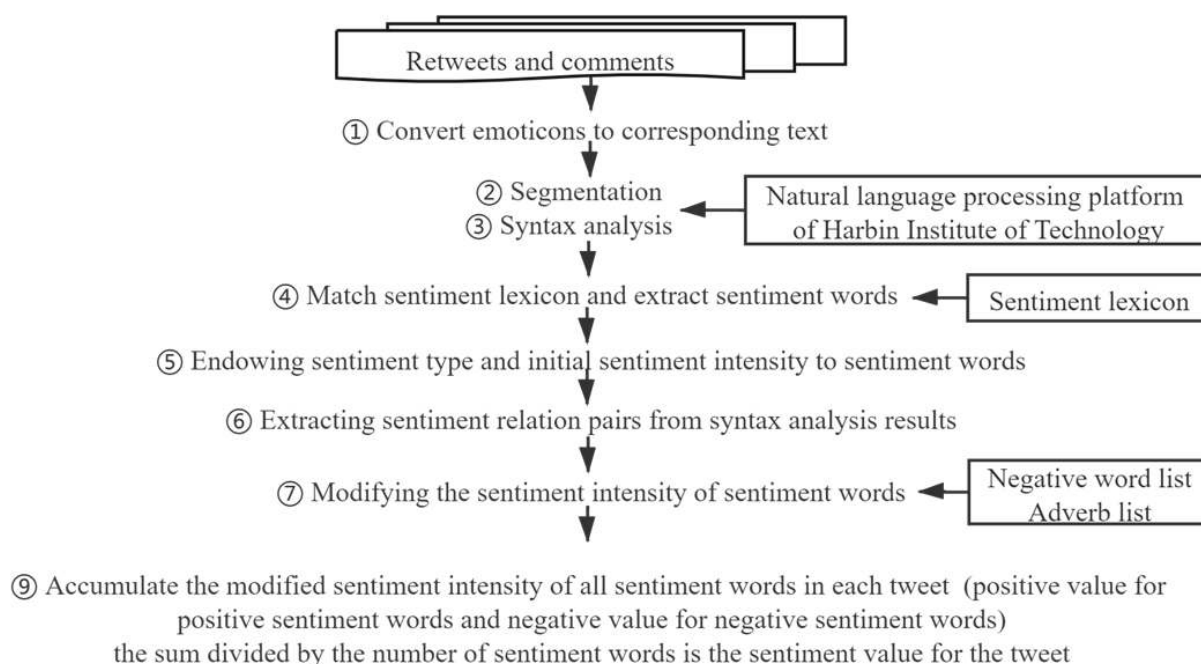 Retweets and comments
① Convert emoticons to corresponding text
② Segmentation
③ Syntax analysis
Natural language processing platform
of Harbin Institute of Technology
④ Match sentiment lexicon and extract sentiment words
Sentiment lexicon
⑤ Endowing sentiment type and initial sentiment intensity to sentiment words
⑥ Extracting sentiment relation pairs from syntax analysis results
⑦ Modifying the sentiment intensity of sentiment words
Negative word list
Adverb list
⑨ Accumulate the modified sentiment intensity of all sentiment words in each tweet (positive value for
positive sentiment words and negative value for negative sentiment words)
the sum divided by the number of sentiment words is the sentiment value for the tweet